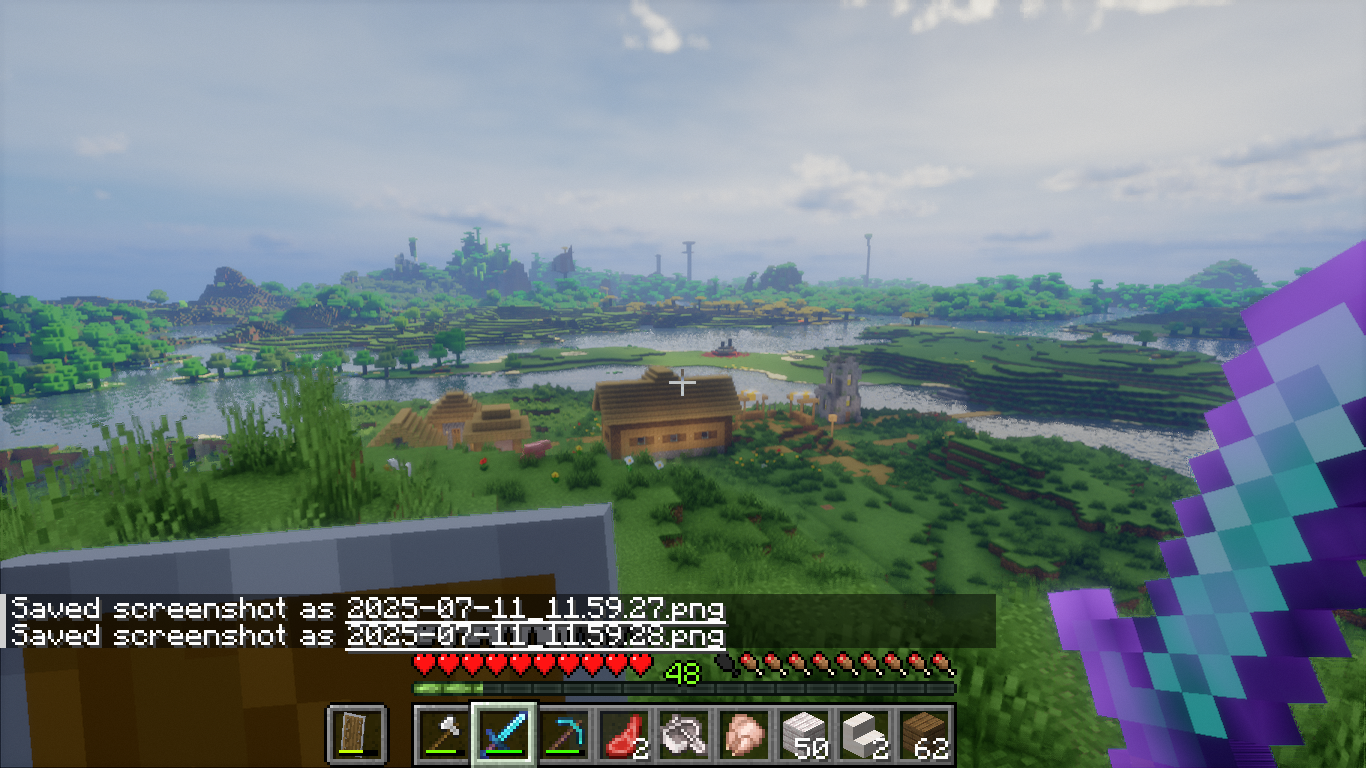 Saved screenshot as 2025-07-11_11.59.27.png
Saved screenshot as 2025-07-11_11.59.28.png
48
2 50 2 62